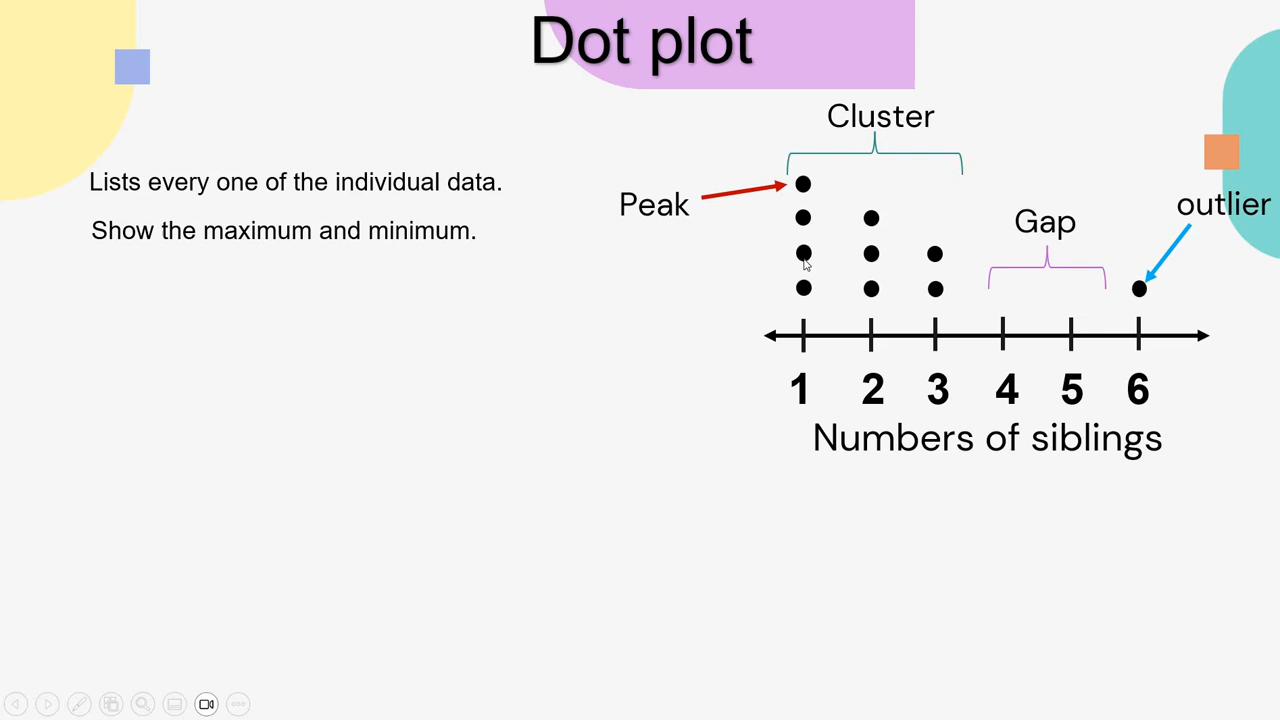 Dot plot
Cluster
Lists every one of the individual data.
Peak
outlier
Gap
Show the maximum and minimum.
1 2 3 4 5 6
Numbers of siblings